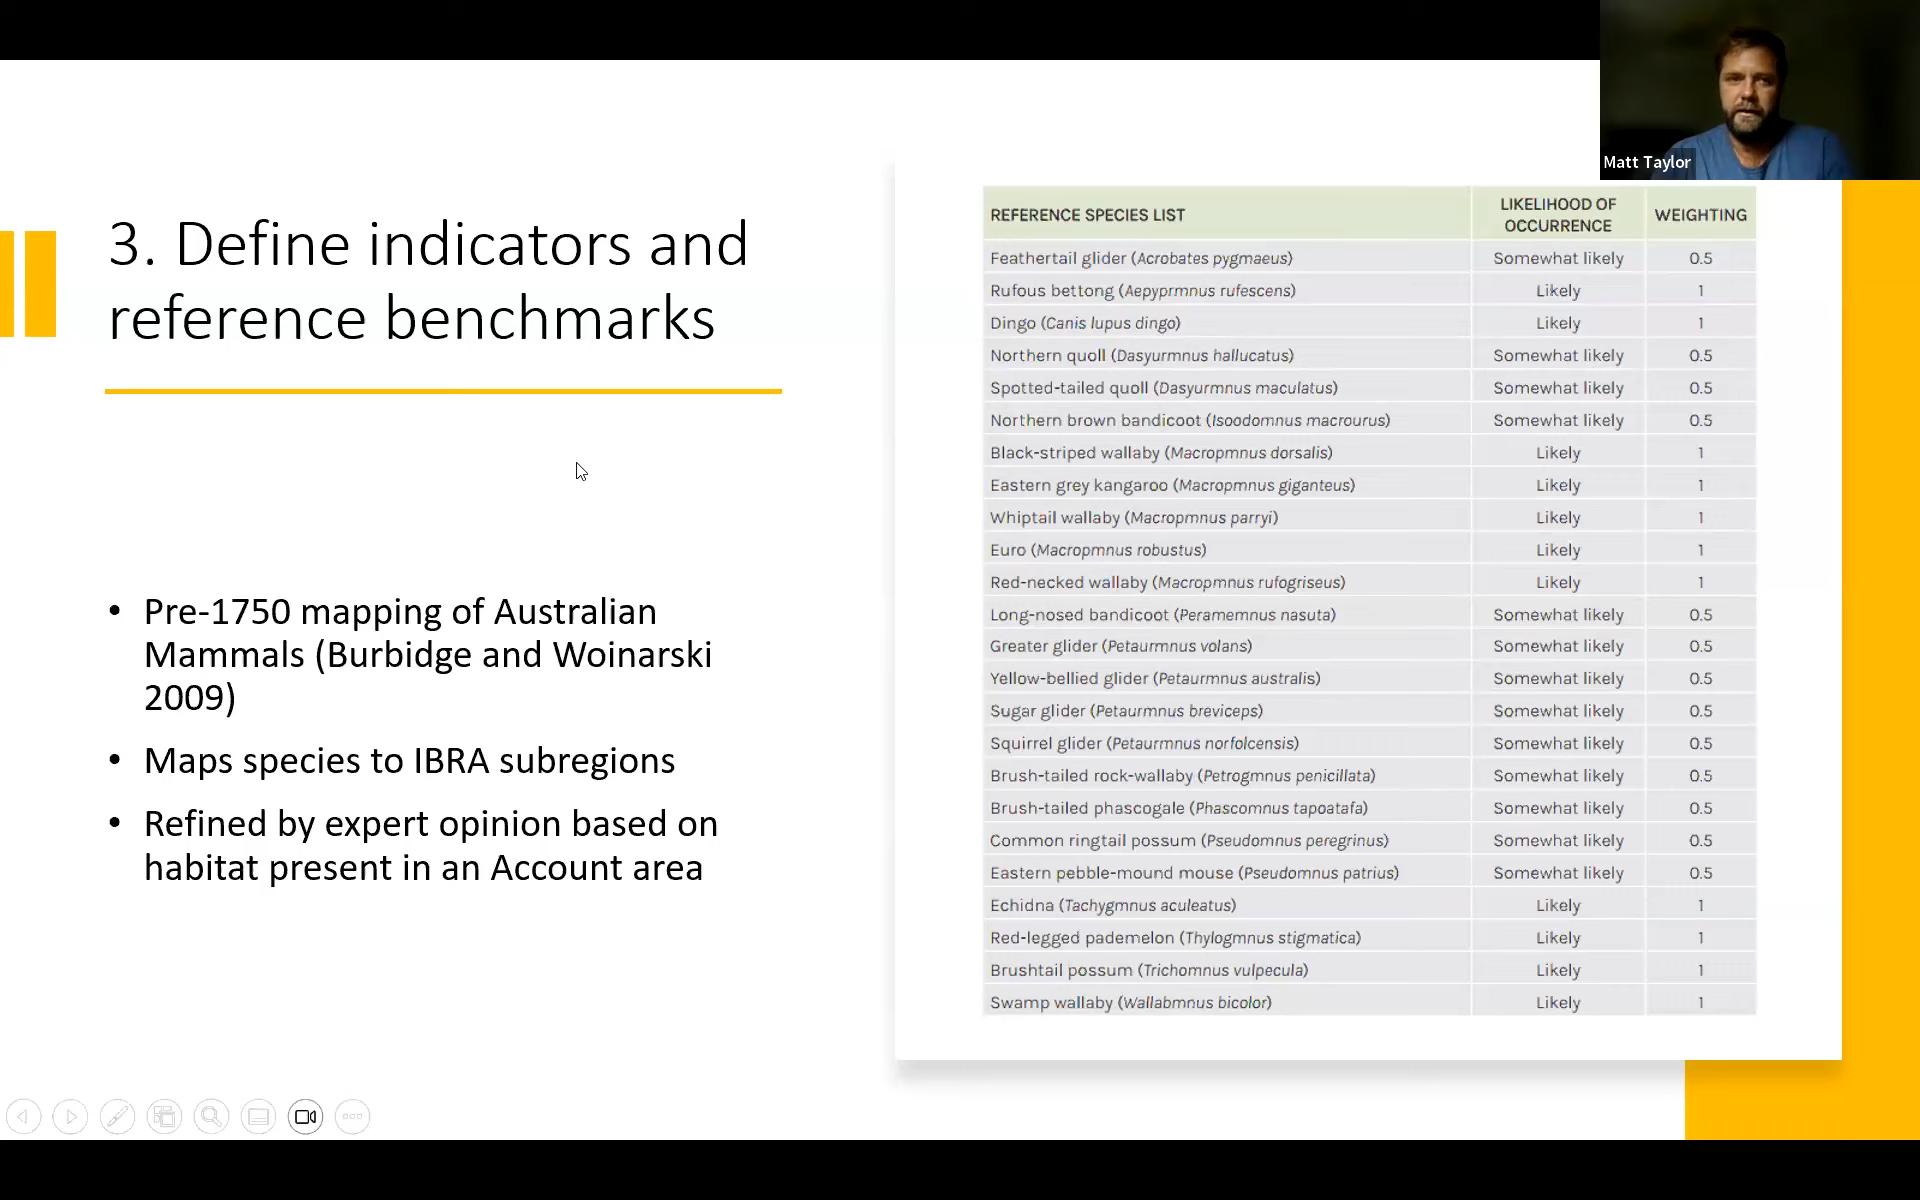 Matt Taylor
3. Define indicators and
reference benchmarks
• Pre-1750 mapping of Australian
Mammals (Burbidge and Woinarski
2009)
• Maps species to IBRA subregions
• Refined by expert opinion based on
habitat present in an Account area
REFERENCE SPECIES LIST LIKELIHOOD OF OCCURRENCE WEIGHTING
Feathertail glider (Acrobates pygmaeus) Somewhat likely 0.5
Rufous bettong (Aepyprmnus rufescens) Likely 1
Dingo (Canis lupus dingo) Likely 1
Northern quoll (Dasyurmnus hallucatus) Somewhat likely 0.5
Spotted-tailed quoll (Dasyurmnus maculatus) Somewhat likely 0.5
Northern brown bandicoot (Isoodomnus macrourus) Somewhat likely 0.5
Black-striped wallaby (Macropmnus dorsalis) Likely 1
Eastern grey kangaroo (Macropmnus giganteus) Likely 1
Whiptail wallaby (Macropmnus parryi) Likely 1
Euro (Macropmnus robustus) Likely 1
Red-necked wallaby (Macropmnus rufogriseus) Likely 1
Long-nosed bandicoot (Peramemnus nasuta) Somewhat likely 0.5
Greater glider (Petaurmnus volans) Somewhat likely 0.5
Yellow-bellied glider (Petaurmnus australis) Somewhat likely 0.5
Sugar glider (Petaurmnus breviceps) Somewhat likely 0.5
Squirrel glider (Petaurmnus norfolcensis) Somewhat likely 0.5
Brush-tailed rock-wallaby (Petrogmnus penicillata) Somewhat likely 0.5
Brush-tailed phascogale (Phascomnus tapoatafa) Somewhat likely 0.5
Common ringtail possum (Pseudomnus peregrinus) Somewhat likely 0.5
Eastern pebble-mound mouse (Pseudomnus patrius) Somewhat likely 0.5
Echidna (Tachygmnus aculeatus) Likely 1
Red-legged pademelon (Thylogmnus stigmatica) Likely 1
Brushtail possum (Trichomnus vulpecula) Likely 1
Swamp wallaby (Wallabmnus bicolor) Likely 1